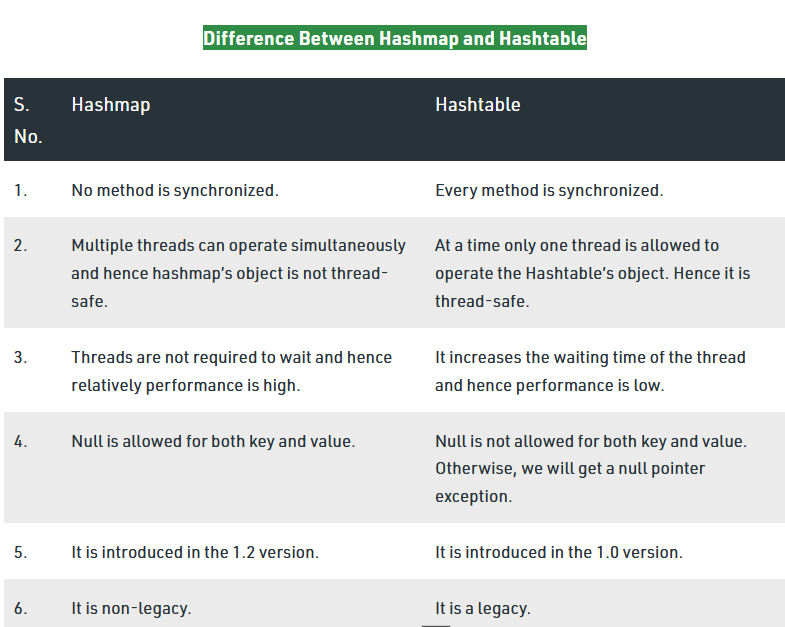 Difference Between Hashmap and Hashtable
S.
No.
Hashmap
Hashtable
1.
No method is synchronized.
Every method is synchronized.
2.
Multiple threads can operate simultaneously
and hence hashmap's object is not thread-
safe.
At a time only one thread is allowed to
operate the Hashtable's object. Hence it is
thread-safe.
3.
Threads are not required to wait and hence
relatively performance is high.
It increases the waiting time of the thread
and hence performance is low.
4.
Null is allowed for both key and value.
Null is not allowed for both key and value.
Otherwise, we will get a null pointer
exception.
5.
It is introduced in the 1.2 version.
It is introduced in the 1.0 version.
6.
It is non-legacy.
It is a legacy.